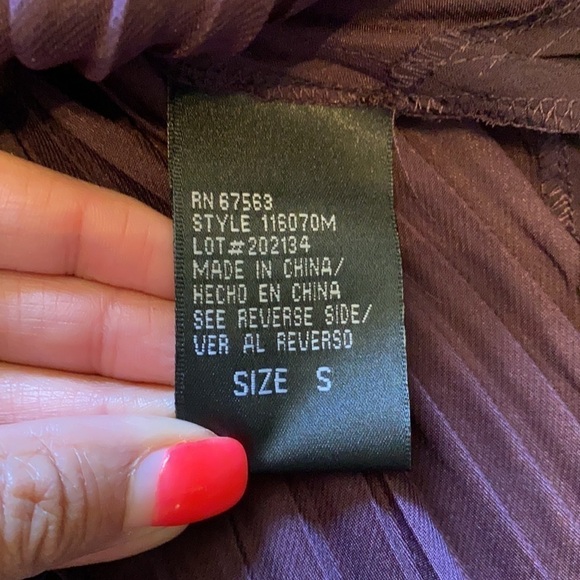 RN 67563
STYLE 116070M
LOT#202134
MADE IN CHINA/
HECHO EN CHINA
SEE REVERSE SIDE/
VER AL REVERSO
SIZE S